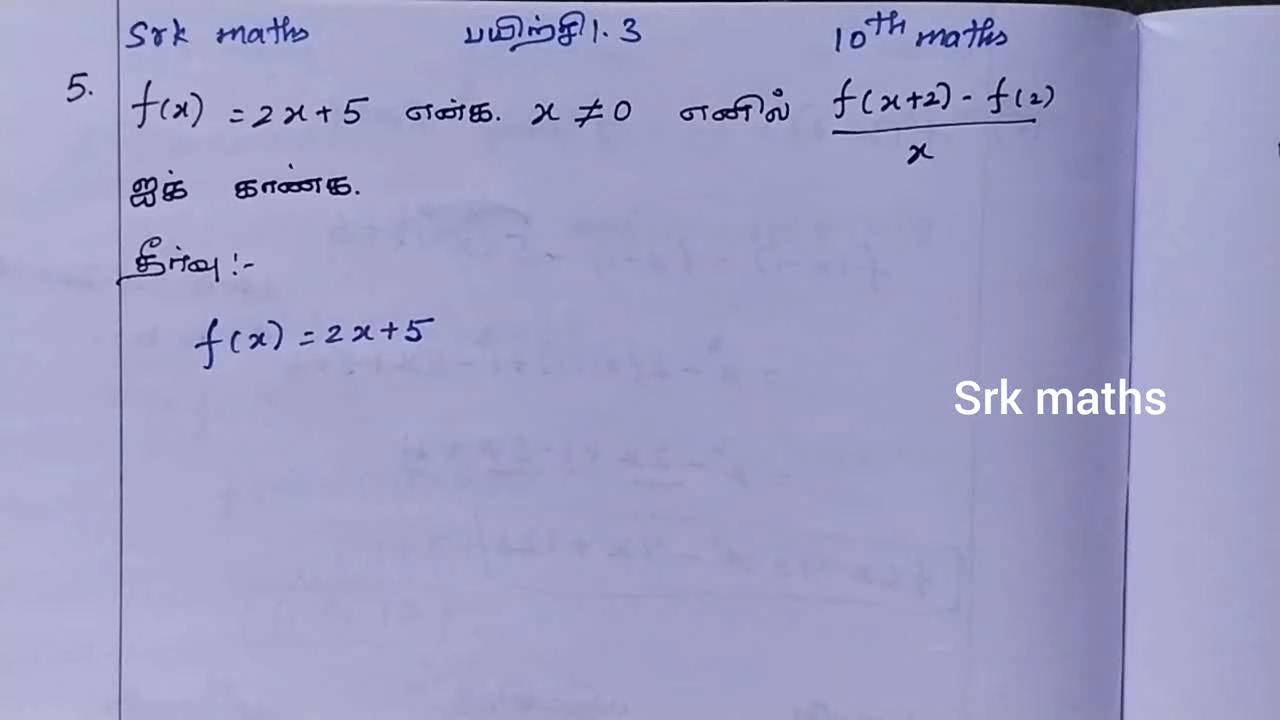 Srk maths பயிற்சி 1.3 10th maths
5. f(x) = 2x+5 என்க. x ≠ 0 எனில் f(x+2) - f(2) / x
ஐக் காண்க.
தீர்வு :-
f(x) = 2x+5
Srk maths